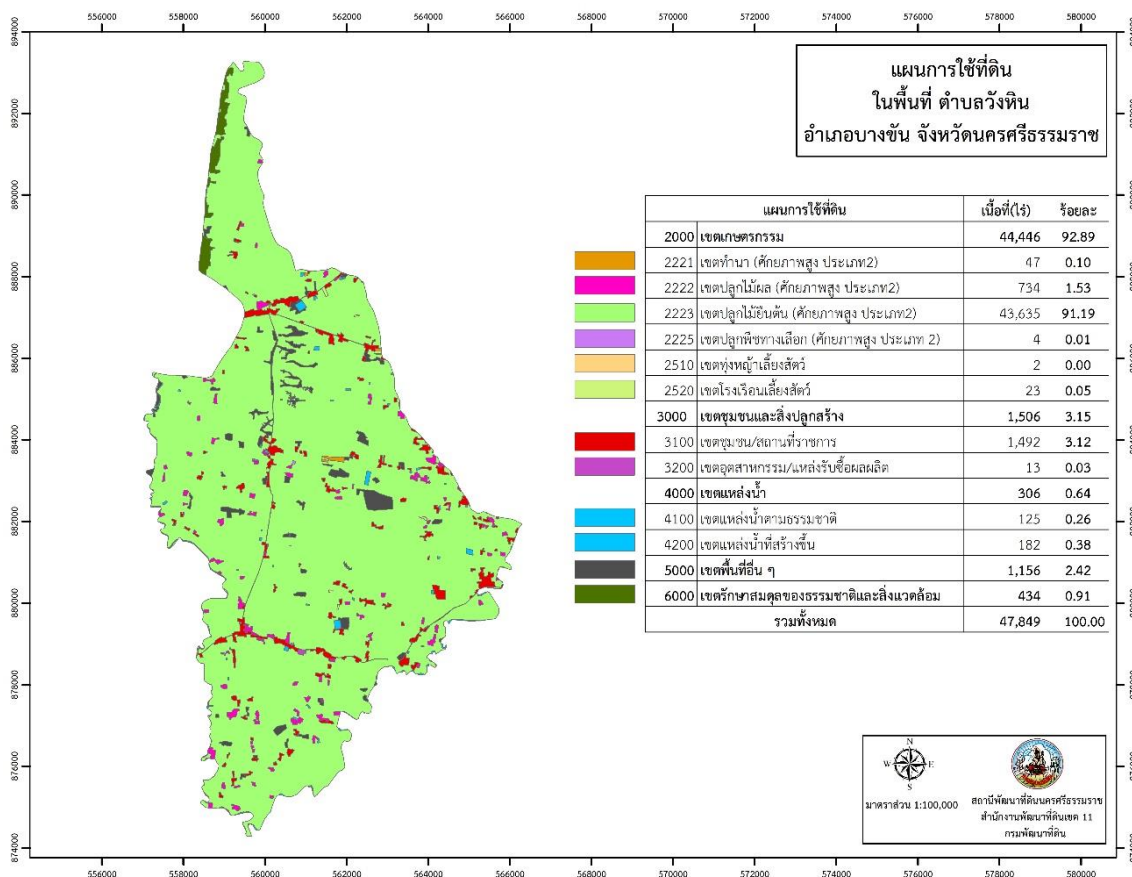 556000 558000 560000 562000 564000 566000 568000 570000 572000 574000 576000 578000 580000
แผนการใช้ที่ดิน
ในพื้นที่ ตำบลวังหิน
อำเภอบางขัน จังหวัดนครศรีธรรมราช
แผนการใช้ที่ดิน เนื้อที่(ไร่) ร้อยละ
2000 เขตเกษตรกรรม 44,446 92.89
2221 เขตทำนา (ศักยภาพสูง ประเภท2) 47 0.10
2222 เขตปลูกไม้ผล (ศักยภาพสูง ประเภท2) 734 1.53
2223 เขตปลูกไม้ยืนต้น (ศักยภาพสูง ประเภท2) 43,635 91.19
2225 เขตปลูกพืชทางเลือก (ศักยภาพสูง ประเภท 2) 4 0.01
2510 เขตทุ่งหญ้าเลี้ยงสัตว์ 2 0.00
2520 เขตโรงเรือนเลี้ยงสัตว์ 23 0.05
3000 เขตชุมชนและสิ่งปลูกสร้าง 1,506 3.15
3100 เขตชุมชน/สถานที่ราชการ 1,492 3.12
3200 เขตอุตสาหกรรม/แหล่งรับซื้อผลผลิต 13 0.03
4000 เขตแหล่งน้ำ 306 0.64
4100 เขตแหล่งน้ำตามธรรมชาติ 125 0.26
4200 เขตแหล่งน้ำที่สร้างขึ้น 182 0.38
5000 เขตพื้นที่อื่น ๆ 1,156 2.42
6000 เขตรักษาสมดุลของธรรมชาติและสิ่งแวดล้อม 434 0.91
รวมทั้งหมด 47,849 100.00
894000
892000
890000
888000
886000
884000
882000
880000
878000
876000
874000
N
W E
S
มาตราส่วน 1:100,000
สถานีพัฒนาที่ดินนครศรีธรรมราช
สำนักงานพัฒนาที่ดินเขต 11
กรมพัฒนาที่ดิน
556000 558000 560000 562000 564000 566000 568000 570000 572000 574000 576000 578000 580000